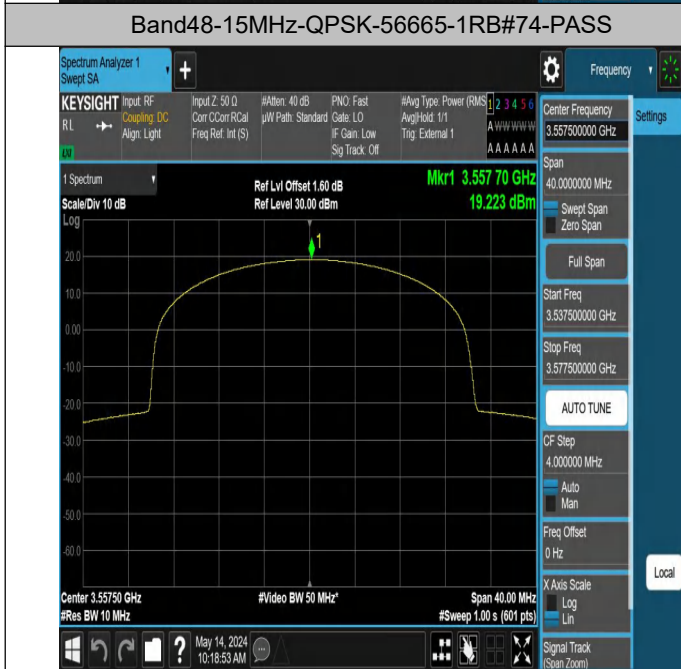 Band48-15MHz-QPSK-56665-1RB#74-PASS
Spectrum Analyzer 1
Swept SA
+
Frequency
KEYSIGHT
RL
Input: RF
Coupling: DC
Align: Light
Input Z: 50 Ω
Corr CCorr RCal
Freq Ref: Int (S)
#Atten: 40 dB
µW Path: Standard
PNO: Fast
Gate: LO
IF Gain: Low
Sig Track: Off
#Avg Type: Power (RMS
Avg|Hold: 1/1
Trig: External 1
1 2 3 4 5 6
A W W W W W
A A A A A A
Center Frequency
3.557500000 GHz
Settings
Span
40.0000000 MHz
Swept Span
Zero Span
Full Span
Start Freq
3.537500000 GHz
Stop Freq
3.577500000 GHz
AUTO TUNE
CF Step
4.000000 MHz
Auto
Man
Freq Offset
0 Hz
X Axis Scale
Log
Lin
Local
Signal Track
(Span Zoom)
1 Spectrum
Scale/Div 10 dB
Log
Ref Lvl Offset 1.60 dB
Ref Level 30.00 dBm
Mkr1 3.557 70 GHz
19.223 dBm
1
20.0
10.0
0.00
-10.0
-20.0
-30.0
-40.0
-50.0
-60.0
Center 3.55750 GHz
#Res BW 10 MHz
#Video BW 50 MHz*
Span 40.00 MHz
#Sweep 1.00 s (601 pts)
?
May 14, 2024
10:18:53 AM